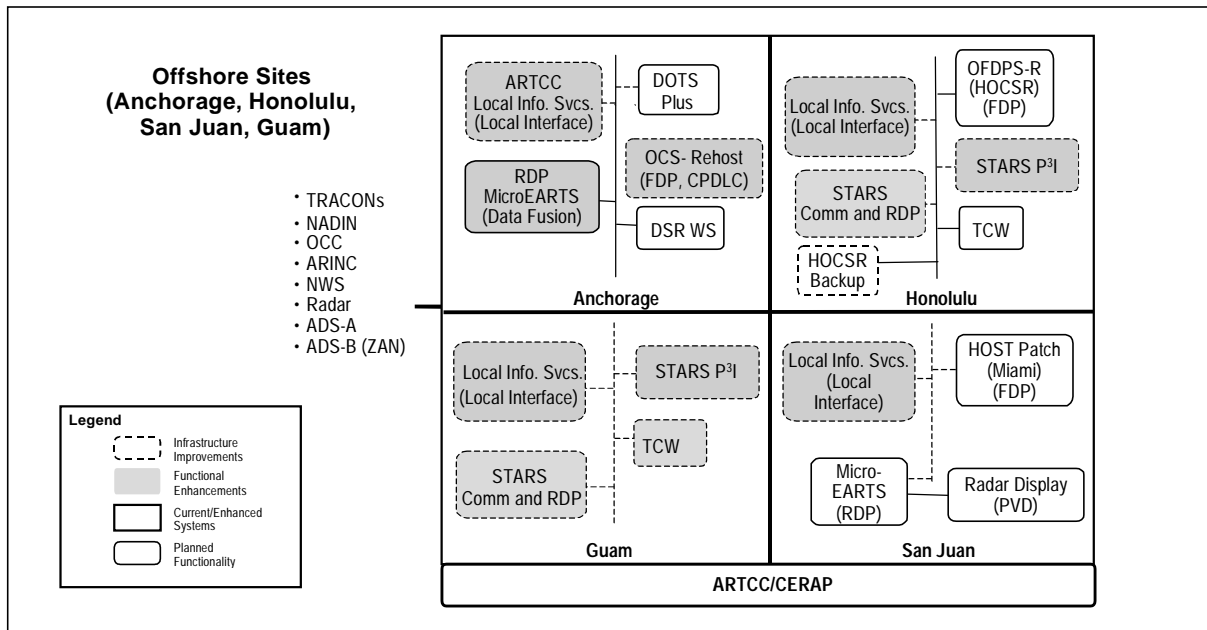 Offshore Sites
(Anchorage, Honolulu,
San Juan, Guam)
• TRACONs
• NADIN
• OCC
• ARINC
• NWS
• Radar
• ADS-A
• ADS-B (ZAN)
Legend
Infrastructure
Improvements
Functional
Enhancements
Current/Enhanced
Systems
Planned
Functionality
ARTCC
Local Info. Svcs.
(Local Interface)
DOTS
Plus
OCS- Rehost
(FDP, CPDLC)
RDP
MicroEARTS
(Data Fusion)
DSR WS
Anchorage
OFDPS-R
(HOCSR)
(FDP)
Local Info. Svcs.
(Local Interface)
STARS P³I
STARS
Comm and RDP
TCW
HOCSR
Backup
Honolulu
Local Info. Svcs.
(Local Interface)
STARS P³I
TCW
STARS
Comm and RDP
Guam
Local Info. Svcs.
(Local
Interface)
HOST Patch
(Miami)
(FDP)
Micro-
EARTS
(RDP)
Radar Display
(PVD)
San Juan
ARTCC/CERAP